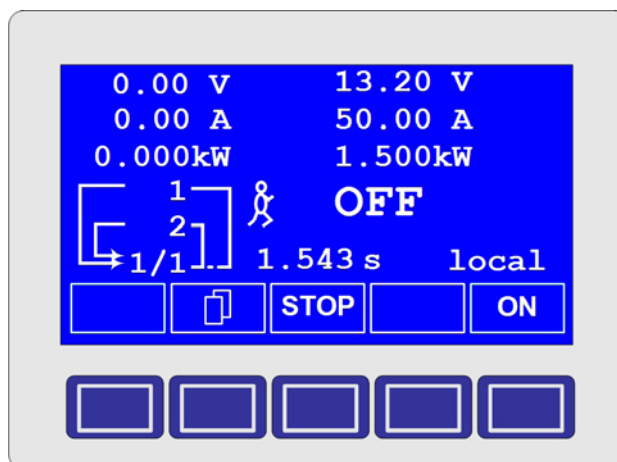 0.00 V 13.20 V
0.00 A 50.00 A
0.000kW 1.500kW
1 OFF
2
1/1 1.543 s local
STOP ON